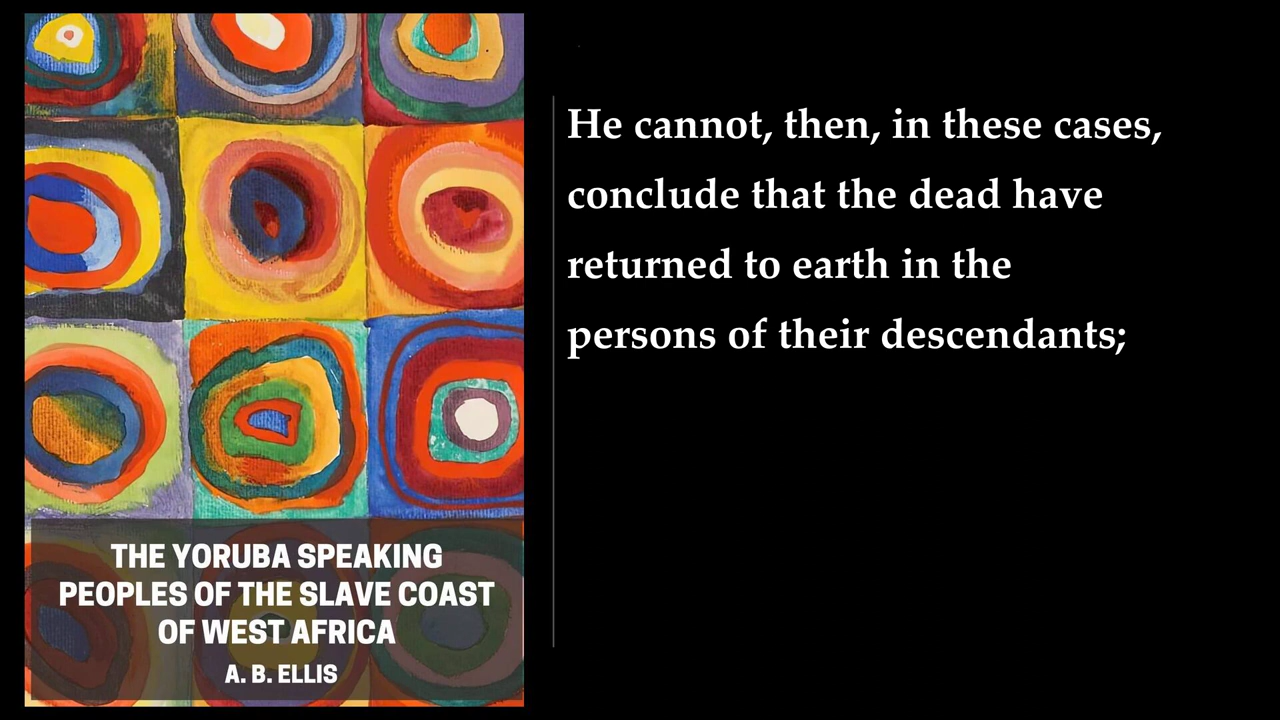 He cannot, then, in these cases,
conclude that the dead have
returned to earth in the
persons of their descendants;
THE YORUBA SPEAKING
PEOPLES OF THE SLAVE COAST
OF WEST AFRICA
A. B. ELLIS